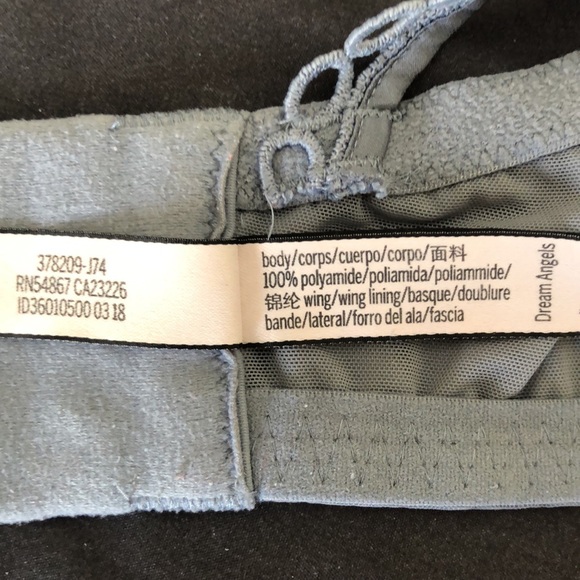 378209-J74
RN54867 CA23226
ID36010500 03 18
body/corps/cuerpo/corpo/面料
100% polyamide/poliamida/poliammide/
锦纶 wing/wing lining/basque/doublure
bande/lateral/forro del ala/fascia
Dream Angels